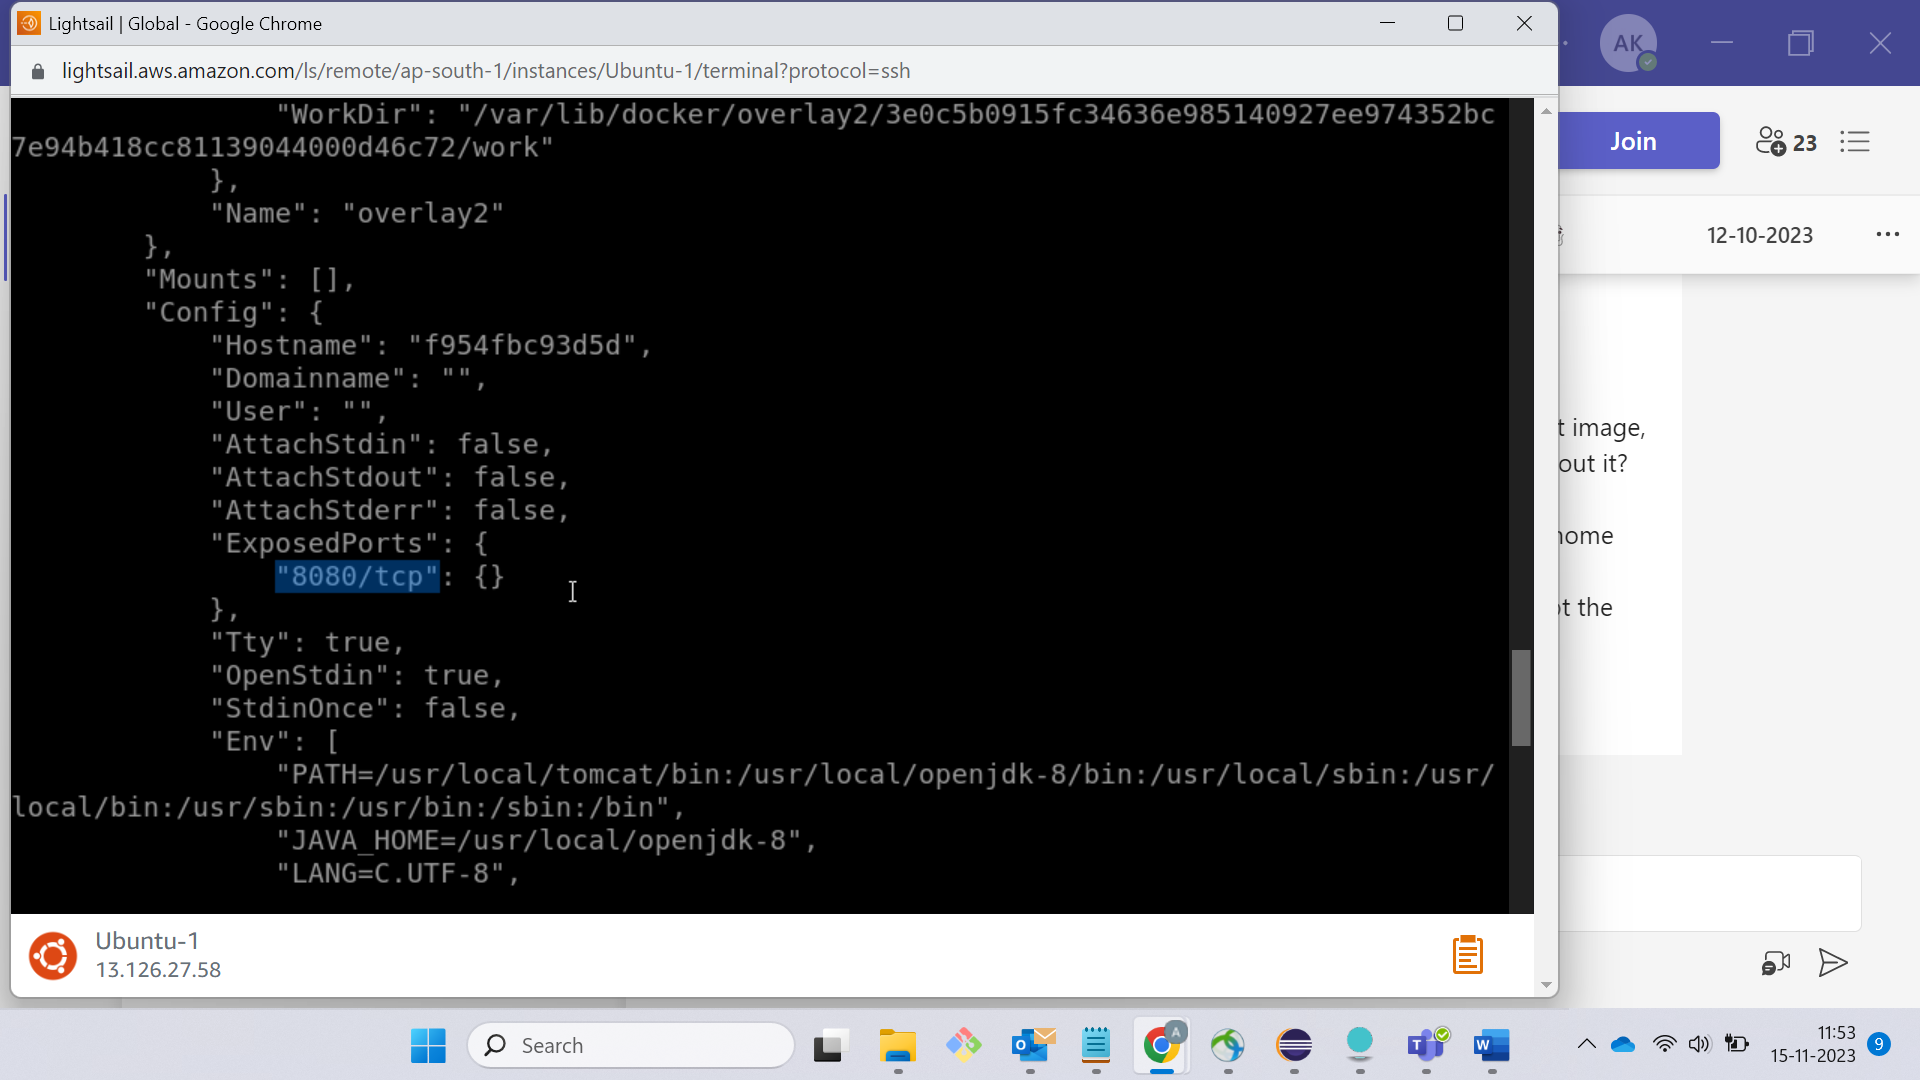 Lightsail | Global - Google Chrome
lightsail.aws.amazon.com/ls/remote/ap-south-1/instances/Ubuntu-1/terminal?protocol=ssh
AK
Join
23
12-10-2023
"WorkDir": "/var/lib/docker/overlay2/3e0c5b0915fc34636e985140927ee974352bc
7e94b418cc81139044000d46c72/work"
},
"Name": "overlay2"
},
"Mounts": [],
"Config": {
"Hostname": "f954fbc93d5d",
"Domainname": "",
"User": "",
"AttachStdin": false,
"AttachStdout": false,
"AttachStderr": false,
"ExposedPorts": {
"8080/tcp": {}
},
"Tty": true,
"OpenStdin": true,
"StdinOnce": false,
"Env": [
"PATH=/usr/local/tomcat/bin:/usr/local/openjdk-8/bin:/usr/local/sbin:/usr/
local/bin:/usr/sbin:/usr/bin:/sbin:/bin",
"JAVA_HOME=/usr/local/openjdk-8",
"LANG=C.UTF-8",
t image,
out it?
ome
t the
Ubuntu-1
13.126.27.58
Search
A
11:53
15-11-2023
9